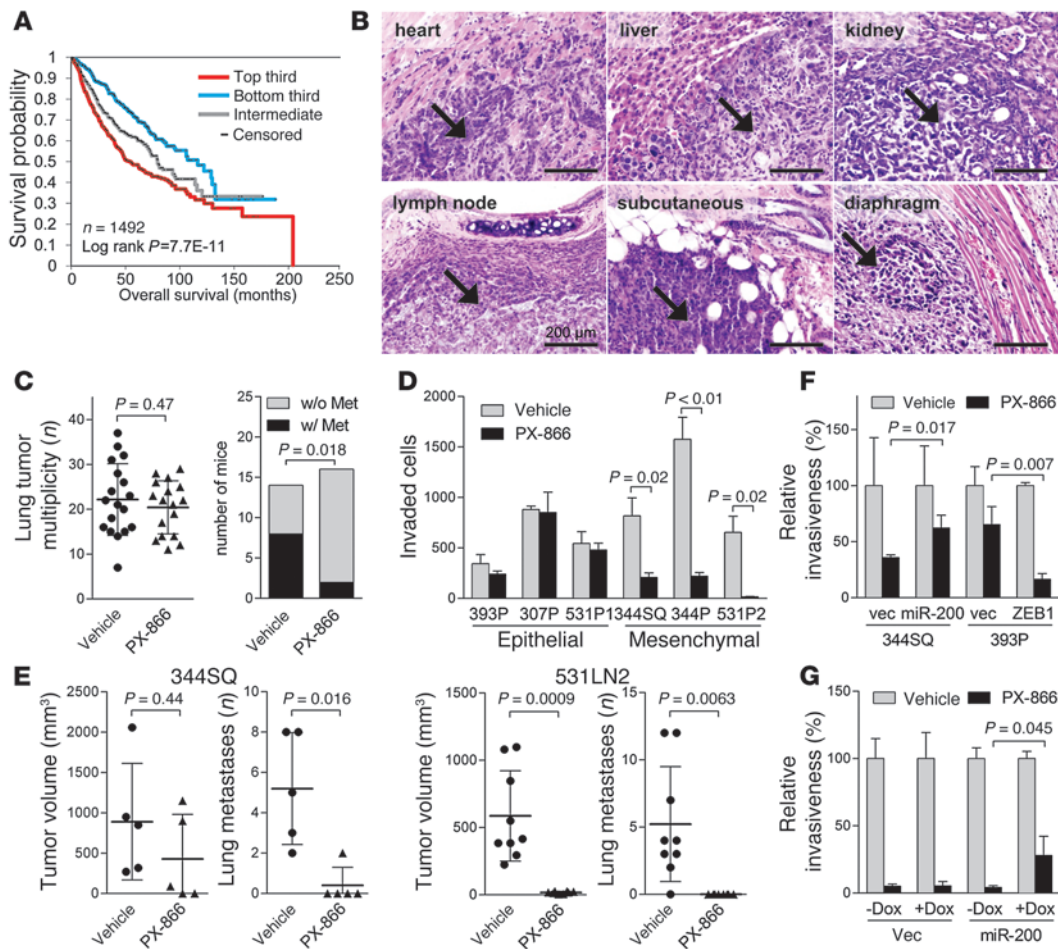 A
Survival probability
1
0.9
0.8
0.7
0.6
0.5
0.4
0.3
0.2
0.1
0
Top third
Bottom third
Intermediate
Censored
n = 1492
Log rank P=7.7E-11
0 50 100 150 200 250
Overall survival (months)
B
heart
liver
kidney
lymph node
subcutaneous
diaphragm
200 μm
C
Lung tumor
multiplicity (n)
40
30
20
10
0
P = 0.47
Vehicle
PX-866
number of mice
25
20
15
10
5
0
w/o Met
w/ Met
P = 0.018
Vehicle
PX-866
D
Invaded cells
2000
1500
1000
500
0
Vehicle
PX-866
P = 0.02
P < 0.01
P = 0.02
393P 307P 531P1 344SQ 344P 531P2
Epithelial Mesenchymal
F
Relative
invasiveness (%)
150
100
50
0
Vehicle PX-866
P = 0.017
P = 0.007
vec miR-200 vec ZEB1
344SQ 393P
E
344SQ
Tumor volume (mm³)
2500
2000
1500
1000
500
0
P = 0.44
Vehicle
PX-866
Lung metastases (n)
10
8
6
4
2
0
P = 0.016
Vehicle
PX-866
531LN2
Tumor volume (mm³)
1500
1000
500
0
P = 0.0009
Vehicle
PX-866
Lung metastases (n)
15
10
5
0
P = 0.0063
Vehicle
PX-866
G
Relative
invasiveness (%)
150
100
50
0
Vehicle PX-866
P = 0.045
-Dox +Dox -Dox +Dox
Vec miR-200